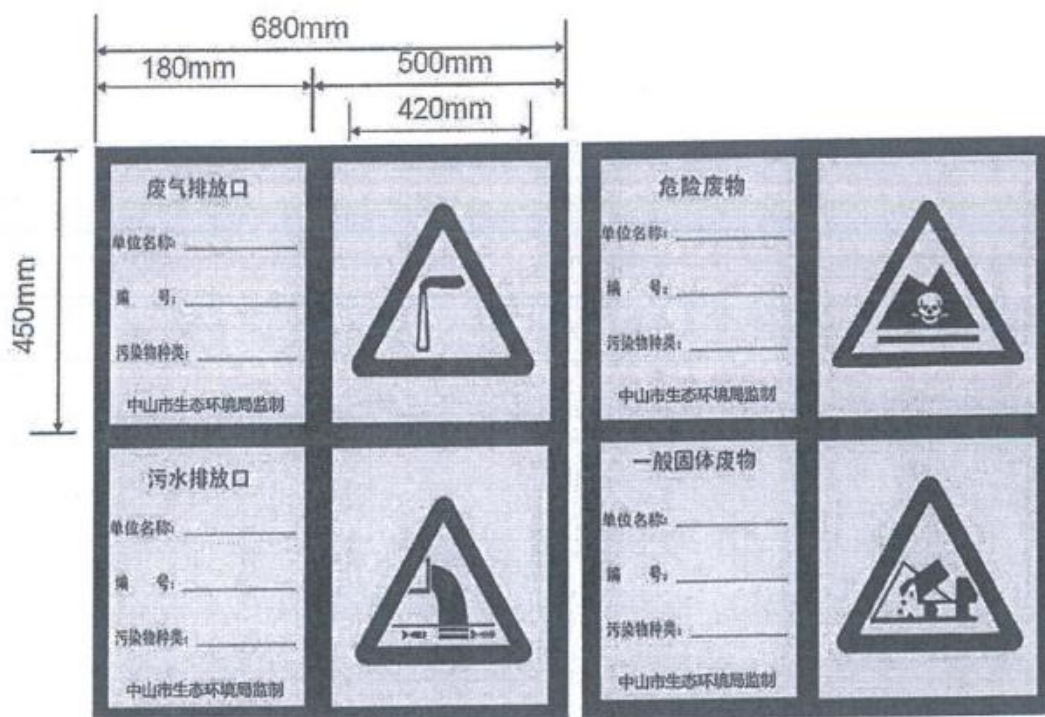 680mm
180mm
500mm
420mm
450mm
废气排放口
单位名称：
编 号：
污染物种类：
中山市生态环境局监制
危险废物
单位名称：
编 号：
污染物种类：
中山市生态环境局监制
污水排放口
单位名称：
编 号：
污染物种类：
中山市生态环境局监制
一般固体废物
单位名称：
编 号：
污染物种类：
中山市生态环境局监制